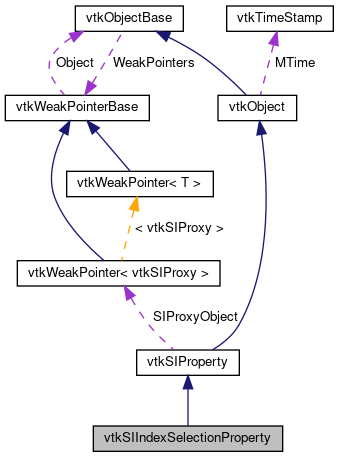 vtkObjectBase
vtkTimeStamp
Object
WeakPointers
MTime
vtkWeakPointerBase
vtkObject
vtkWeakPointer< T >
< vtkSIProxy >
vtkWeakPointer< vtkSIProxy >
SIProxyObject
vtkSIProperty
vtkSIIndexSelectionProperty